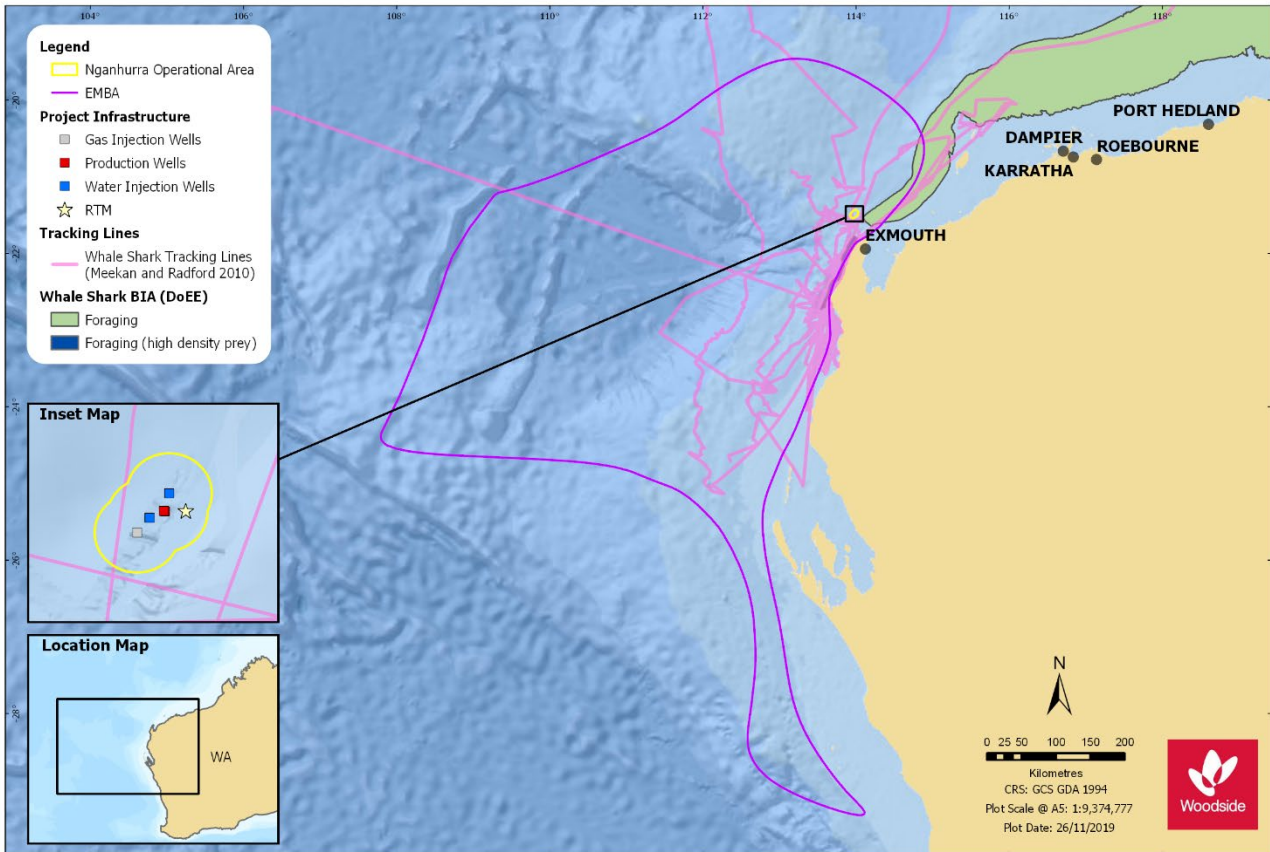 104°
106°
108°
110°
112°
114°
116°
118°
Legend
Nganhurra Operational Area
EMBA
Project Infrastructure
Gas Injection Wells
Production Wells
Water Injection Wells
RTM
Tracking Lines
Whale Shark Tracking Lines
(Meekan and Radford 2010)
Whale Shark BIA (DoEE)
Foraging
Foraging (high density prey)
-20°
-22°
-24°
-26°
-28°
PORT HEDLAND
DAMPIER
ROEBOURNE
KARRATHA
EXMOUTH
Inset Map
Location Map
WA
N
0 25 50 100 150 200
Kilometres
CRS: GCS GDA 1994
Plot Scale @ A5: 1:9,374,777
Plot Date: 26/11/2019
Woodside